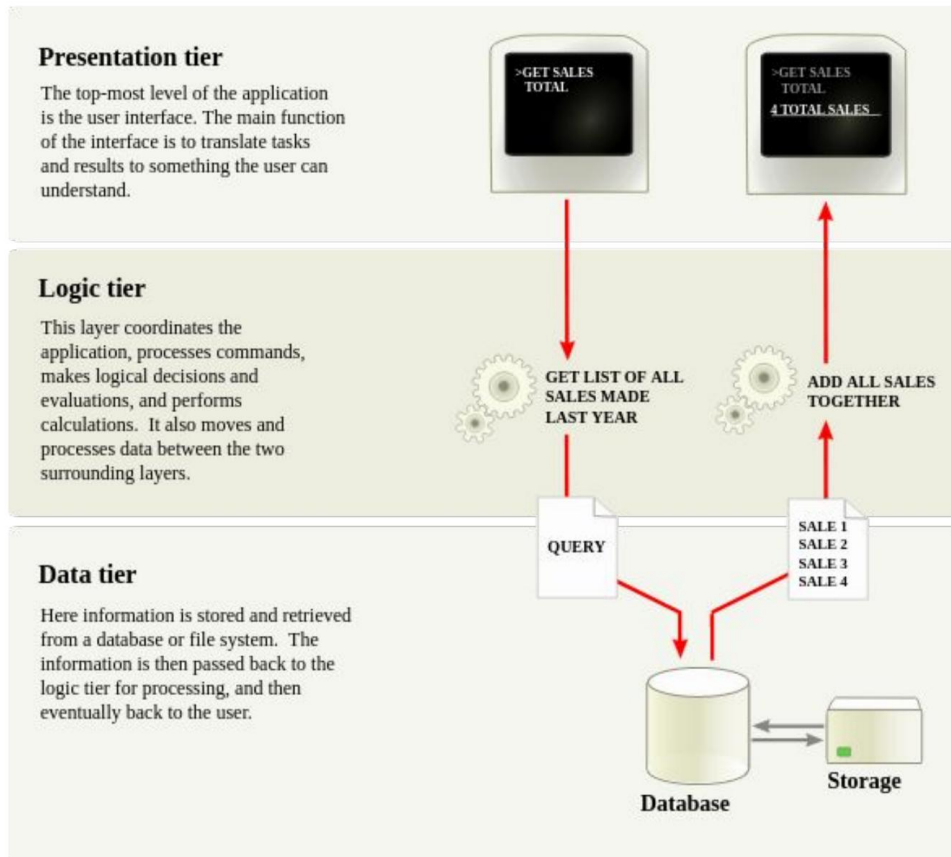 Presentation tier
The top-most level of the application
is the user interface. The main function
of the interface is to translate tasks
and results to something the user can
understand.
>GET SALES
TOTAL
>GET SALES
TOTAL
4 TOTAL SALES
Logic tier
This layer coordinates the
application, processes commands,
makes logical decisions and
evaluations, and performs
calculations. It also moves and
processes data between the two
surrounding layers.
GET LIST OF ALL
SALES MADE
LAST YEAR
ADD ALL SALES
TOGETHER
QUERY
SALE 1
SALE 2
SALE 3
SALE 4
Data tier
Here information is stored and retrieved
from a database or file system. The
information is then passed back to the
logic tier for processing, and then
eventually back to the user.
Database
Storage